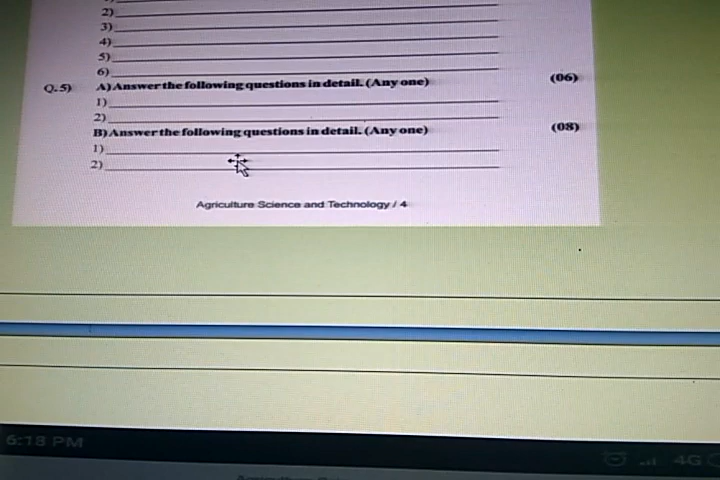 2)
3)
4)
5)
6)
Q. 5) A) Answer the following questions in detail. (Any one) (06)
1)
2)
B) Answer the following questions in detail. (Any one) (08)
1)
2)
Agriculture Science and Technology / 4
6:18 PM
4G